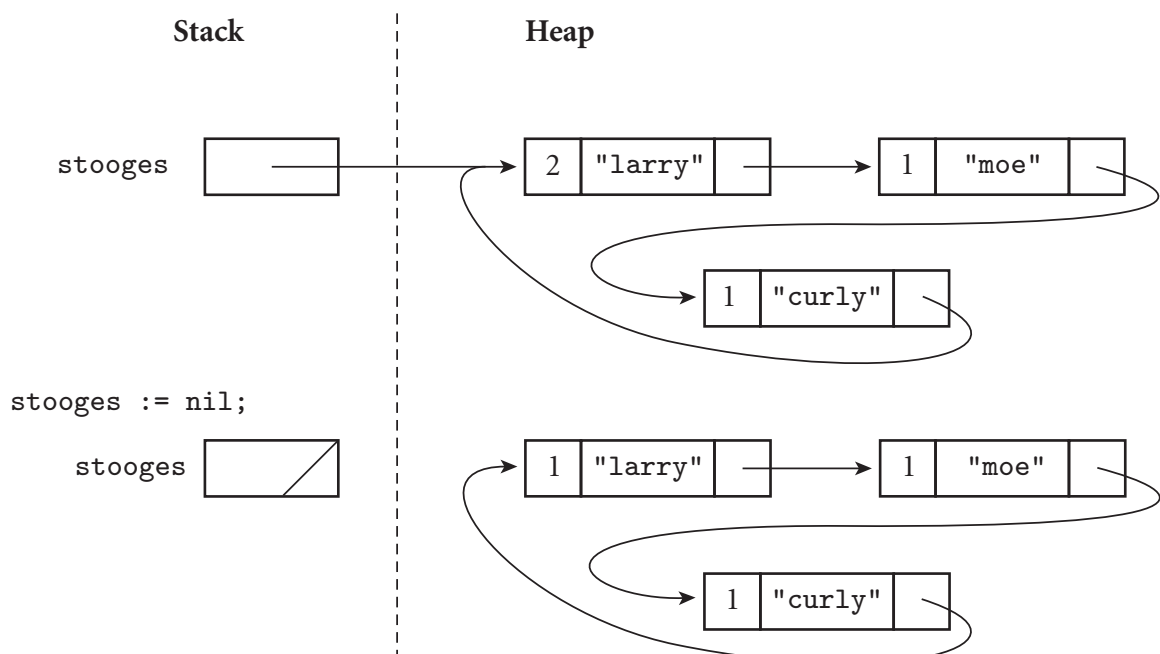 Stack Heap
stooges 2 "larry" 1 "moe"
1 "curly"
stooges := nil;
stooges 1 "larry" 1 "moe"
1 "curly"